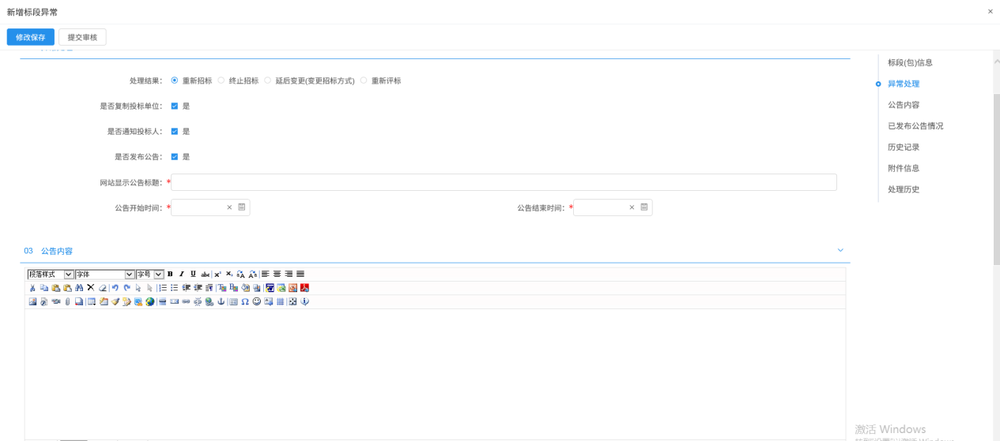 新增标段异常
×
修改保存 提交审核
处理结果: 重新招标 终止招标 延后变更(变更招标方式) 重新评标
是否复制投标单位: 是
是否通知投标人: 是
是否发布公告: 是
网站显示公告标题: *
公告开始时间: * × 公告结束时间: * ×
03 公告内容
段落样式 字体 字号 B I U abc x² x₂
标段(包)信息
异常处理
公告内容
已发布公告情况
历史记录
附件信息
处理历史
激活 Windows